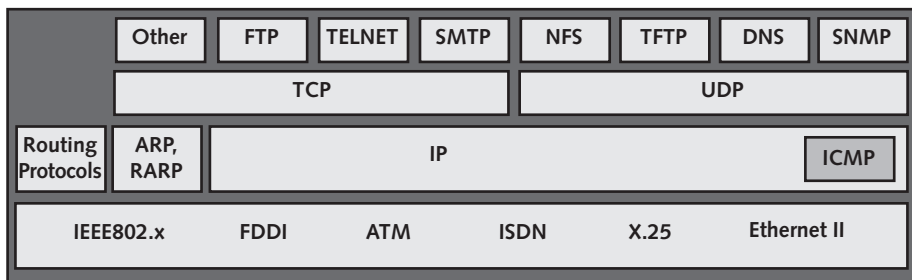 Other FTP TELNET SMTP NFS TFTP DNS SNMP
TCP UDP
Routing Protocols
ARP, RARP
IP
ICMP
IEEE802.x FDDI ATM ISDN X.25 Ethernet II